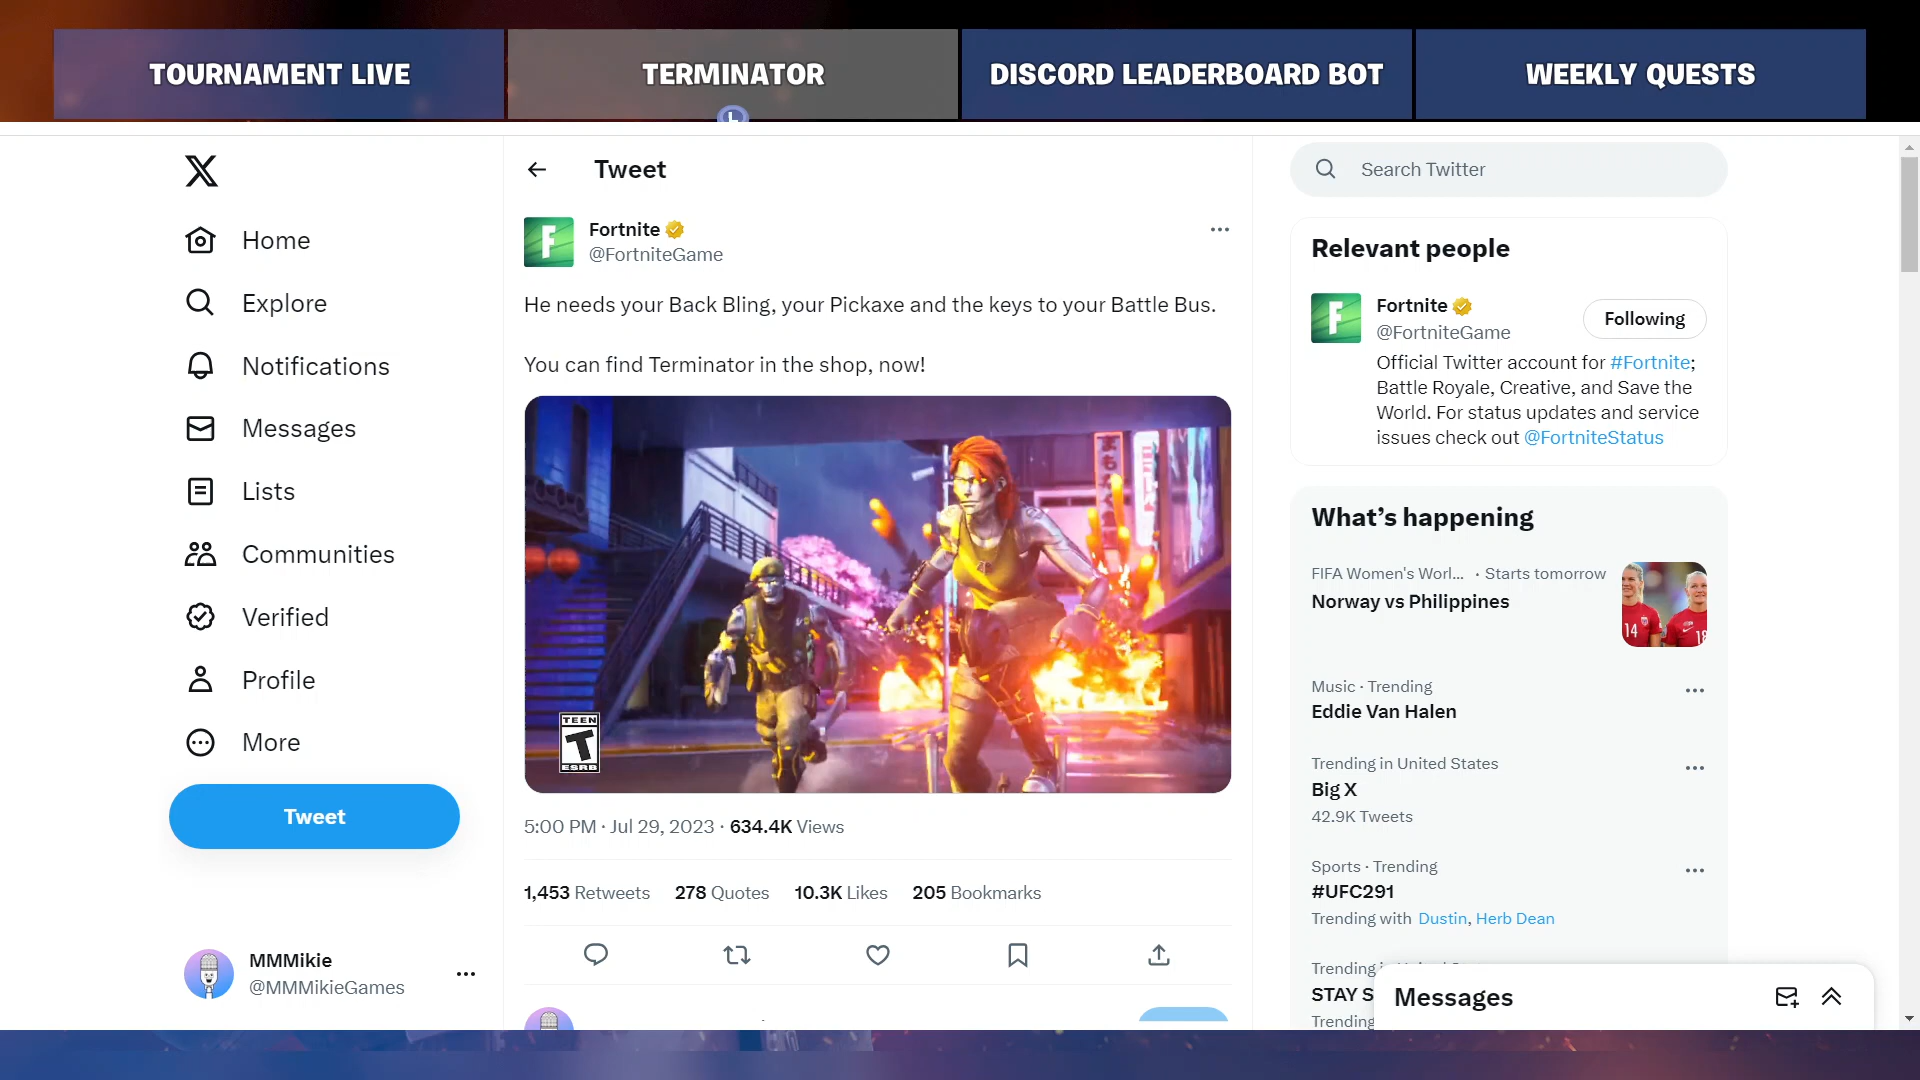 TOURNAMENT LIVE
TERMINATOR
DISCORD LEADERBOARD BOT
WEEKLY QUESTS
Home
Explore
Notifications
Messages
Lists
Communities
Verified
Profile
More
Tweet
MMMikie
@MMMikieGames
Tweet
Fortnite
@FortniteGame
He needs your Back Bling, your Pickaxe and the keys to your Battle Bus.
You can find Terminator in the shop, now!
TEEN
T
ESRB
5:00 PM · Jul 29, 2023 · 634.4K Views
1,453 Retweets 278 Quotes 10.3K Likes 205 Bookmarks
Search Twitter
Relevant people
Fortnite
@FortniteGame
Following
Official Twitter account for #Fortnite;
Battle Royale, Creative, and Save the
World. For status updates and service
issues check out @FortniteStatus
What's happening
FIFA Women's Worl... · Starts tomorrow
Norway vs Philippines
14
18
Music · Trending
Eddie Van Halen
Trending in United States
Big X
42.9K Tweets
Sports · Trending
#UFC291
Trending with Dustin, Herb Dean
Trending
STAY S
Trending
Messages